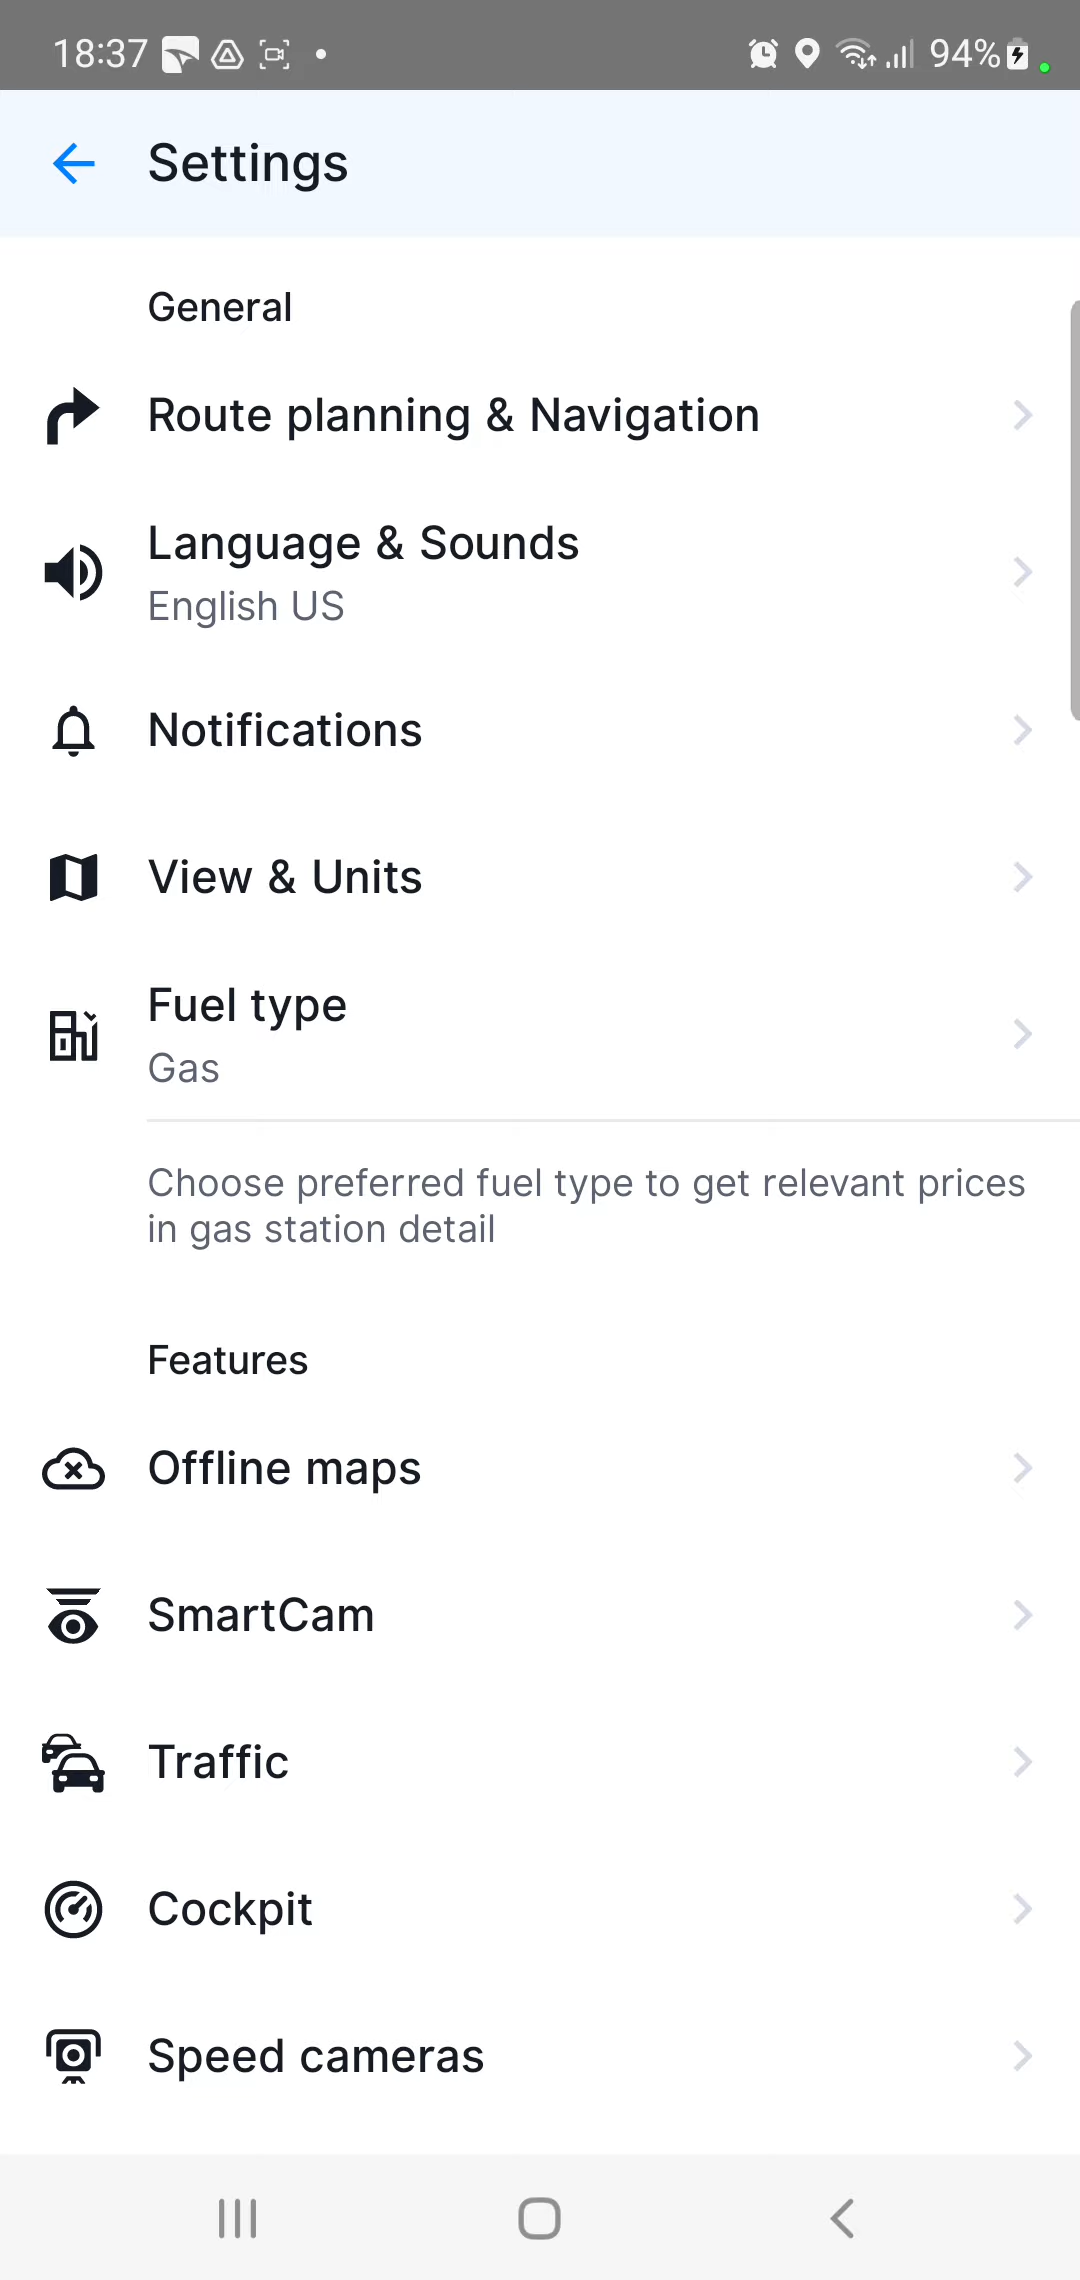 18:37
94%
Settings
General
Route planning & Navigation
Language & Sounds
English US
Notifications
View & Units
Fuel type
Gas
Choose preferred fuel type to get relevant prices
in gas station detail
Features
Offline maps
SmartCam
Traffic
Cockpit
Speed cameras